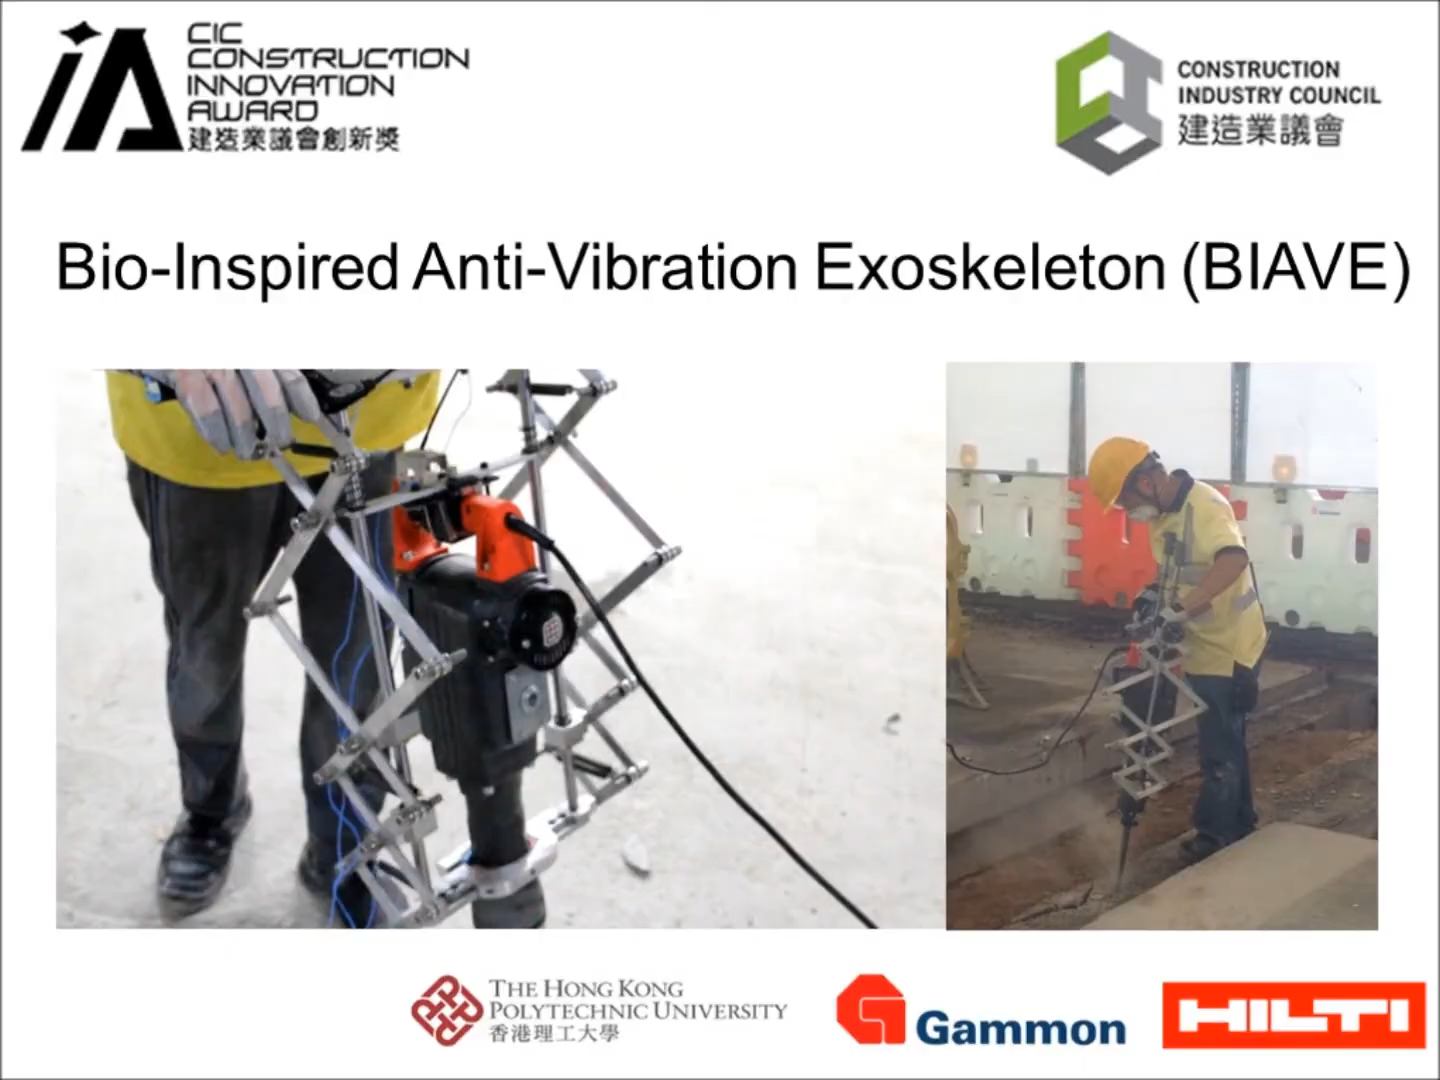 CIC
CONSTRUCTION
INNOVATION
AWARD
建造業議會創新獎
CONSTRUCTION
INDUSTRY COUNCIL
建造業議會
Bio-Inspired Anti-Vibration Exoskeleton (BIAVE)
THE HONG KONG
POLYTECHNIC UNIVERSITY
香港理工大學
Gammon
HILTI